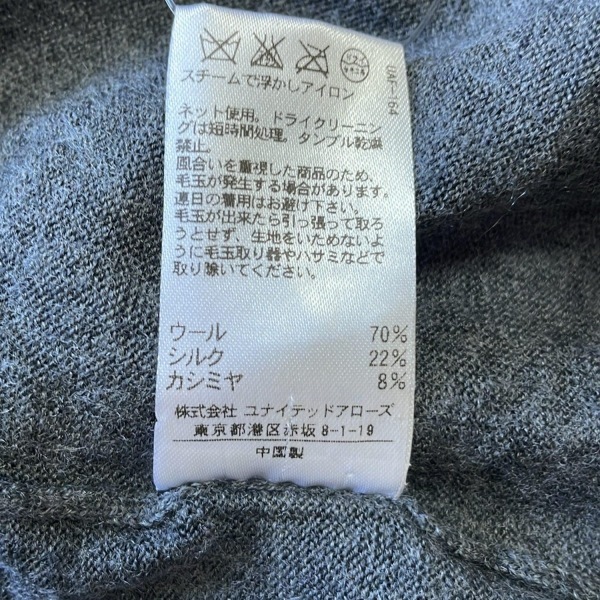 スチームで浮かしアイロン
ネット使用。ドライクリーニン
グは短時間処理。タンブル乾燥
禁止。
風合いを重視した商品のため、
毛玉が発生する場合があります。
連日の着用はお避け下さい。
毛玉が出来たら引っ張って取ろ
うとせず、生地をいためないよ
うに毛玉取り器やハサミなどで
取り除いてください。
ウール 70%
シルク 22%
カシミヤ 8%
株式会社 ユナイテッドアローズ
東京都港区赤坂8-1-19
中国製